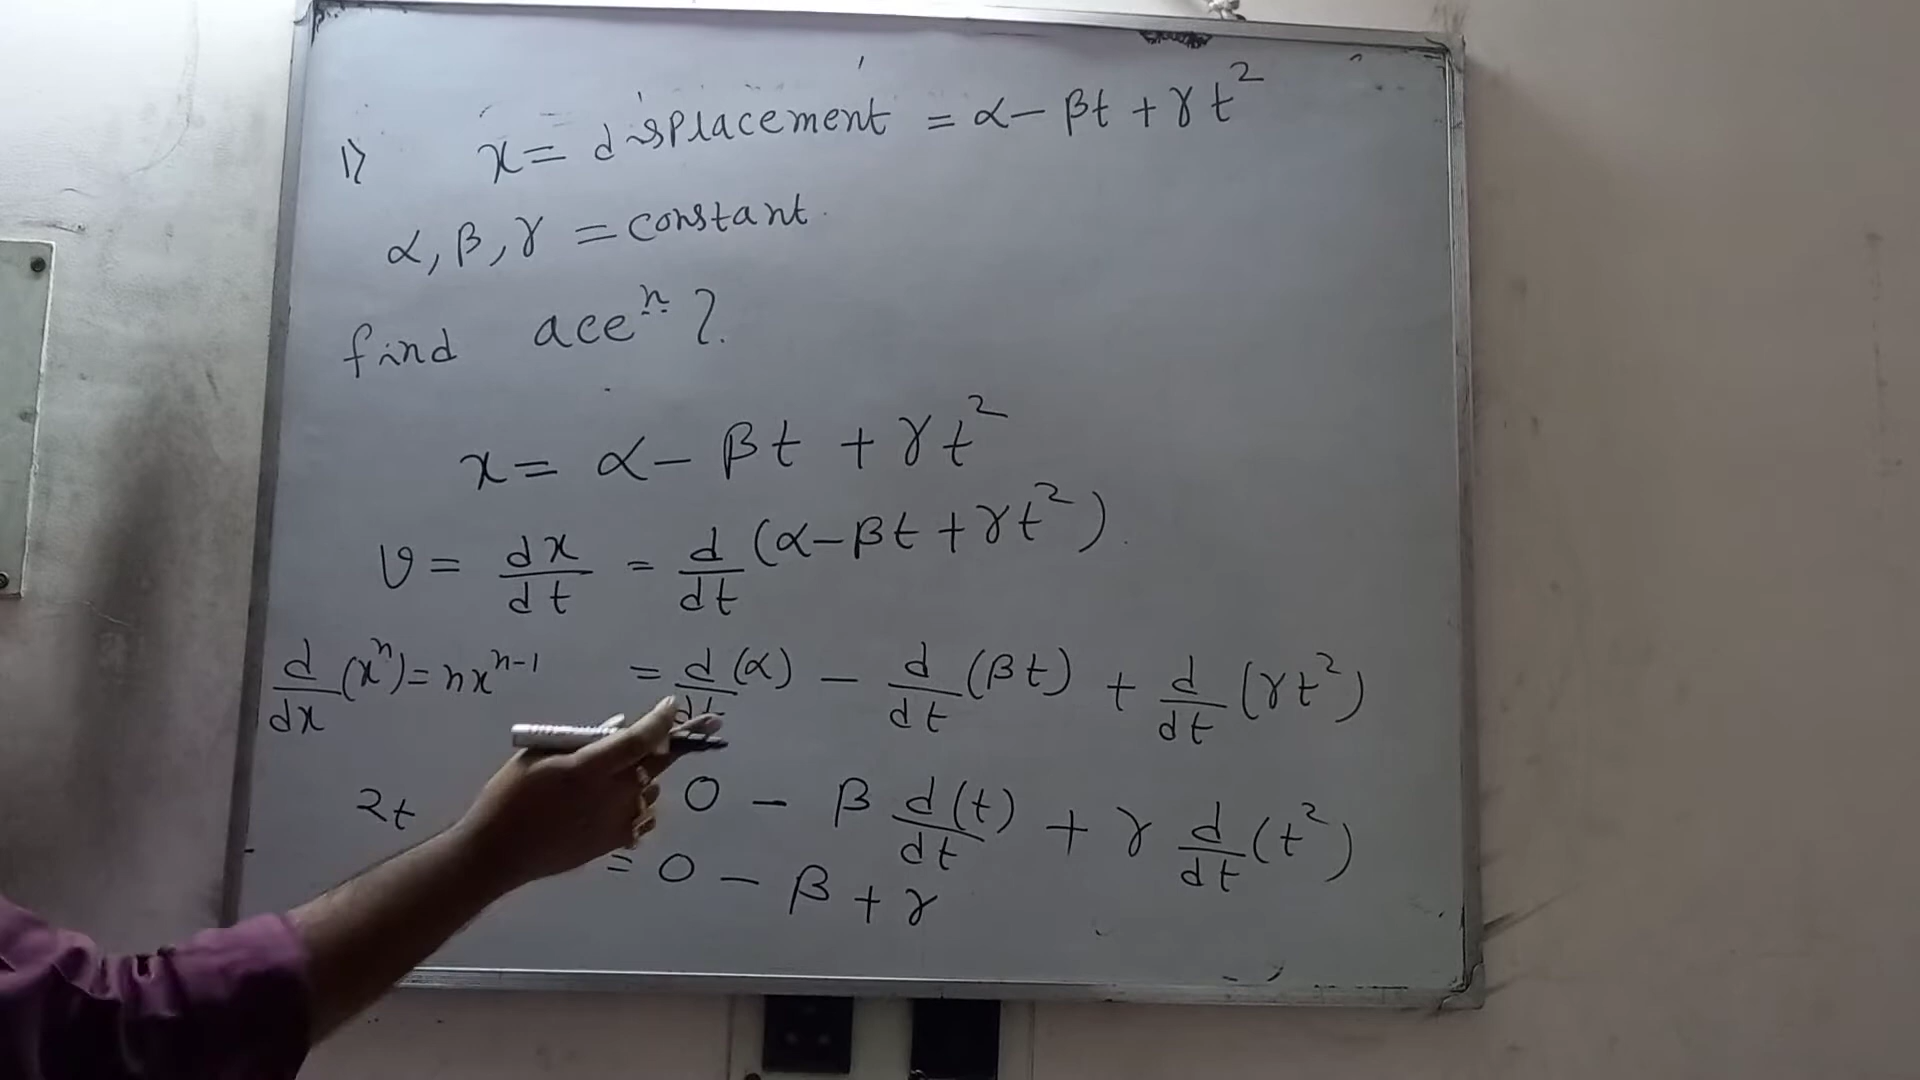 1) x = displacement = α - βt + γt²
α, β, γ = constant
find aceⁿ ?
x = α - βt + γt²
v = dx/dt = d/dt (α - βt + γt²)
d/dx (xⁿ) = nxⁿ⁻¹ = d/dt (α) - d/dt (βt) + d/dt (γt²)
2t 0 - β d(t)/dt + γ d/dt (t²)
= 0 - β + γ